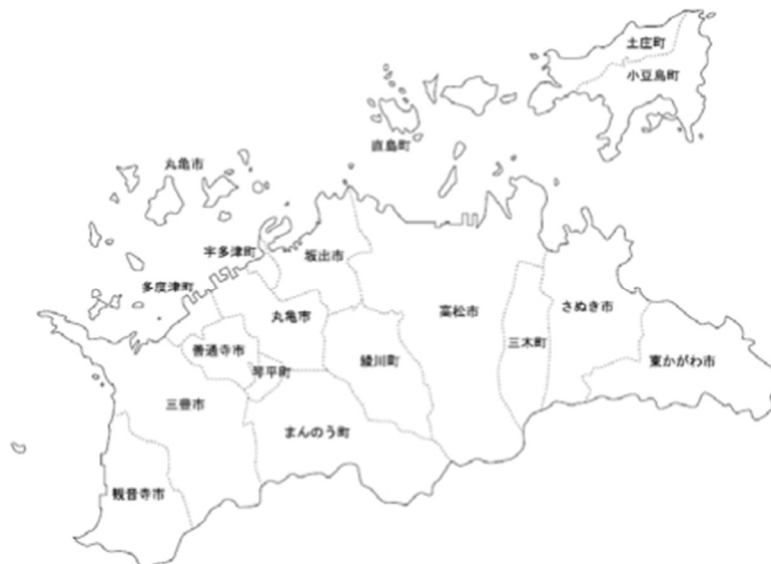 土庄町
小豆島町
直島町
丸亀市
宇多津町
坂出市
多度津町
丸亀市
高松市
さぬき市
善通寺市
三木町
綾川町
東かがわ市
琴平町
三豊市
まんのう町
観音寺市